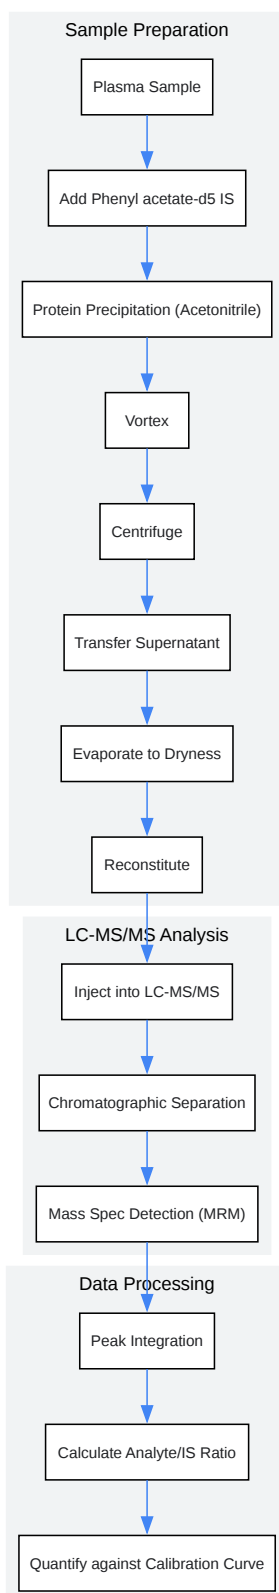 Sample Preparation
Plasma Sample
Add Phenyl acetate-d5 IS
Protein Precipitation (Acetonitrile)
Vortex
Centrifuge
Transfer Supernatant
Evaporate to Dryness
Reconstitute
LC-MS/MS Analysis
Inject into LC-MS/MS
Chromatographic Separation
Mass Spec Detection (MRM)
Data Processing
Peak Integration
Calculate Analyte/IS Ratio
Quantify against Calibration Curve